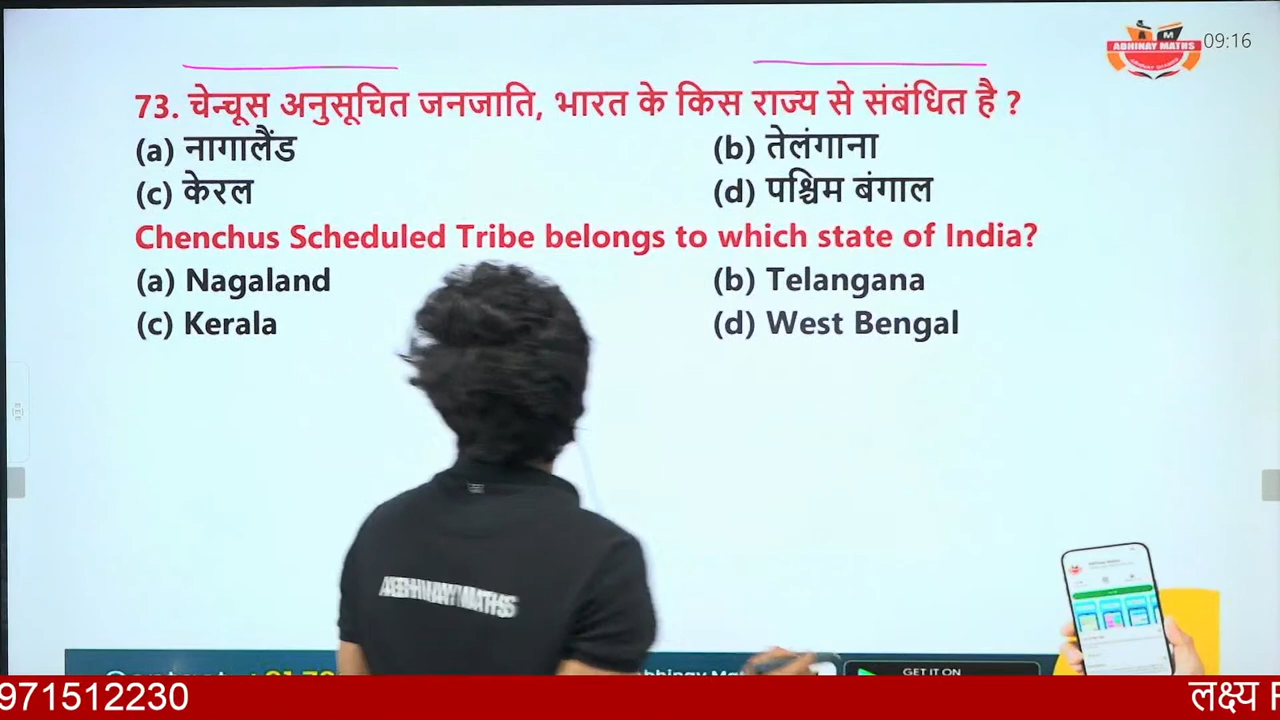 ABHINAY MATHS
09:16
73. चेन्चूस अनुसूचित जनजाति, भारत के किस राज्य से संबंधित है ?
(a) नागालैंड (b) तेलंगाना
(c) केरल (d) पश्चिम बंगाल
Chenchus Scheduled Tribe belongs to which state of India?
(a) Nagaland (b) Telangana
(c) Kerala (d) West Bengal
ABHINAY MATHS
GET IT ON
971512230 लक्ष्य